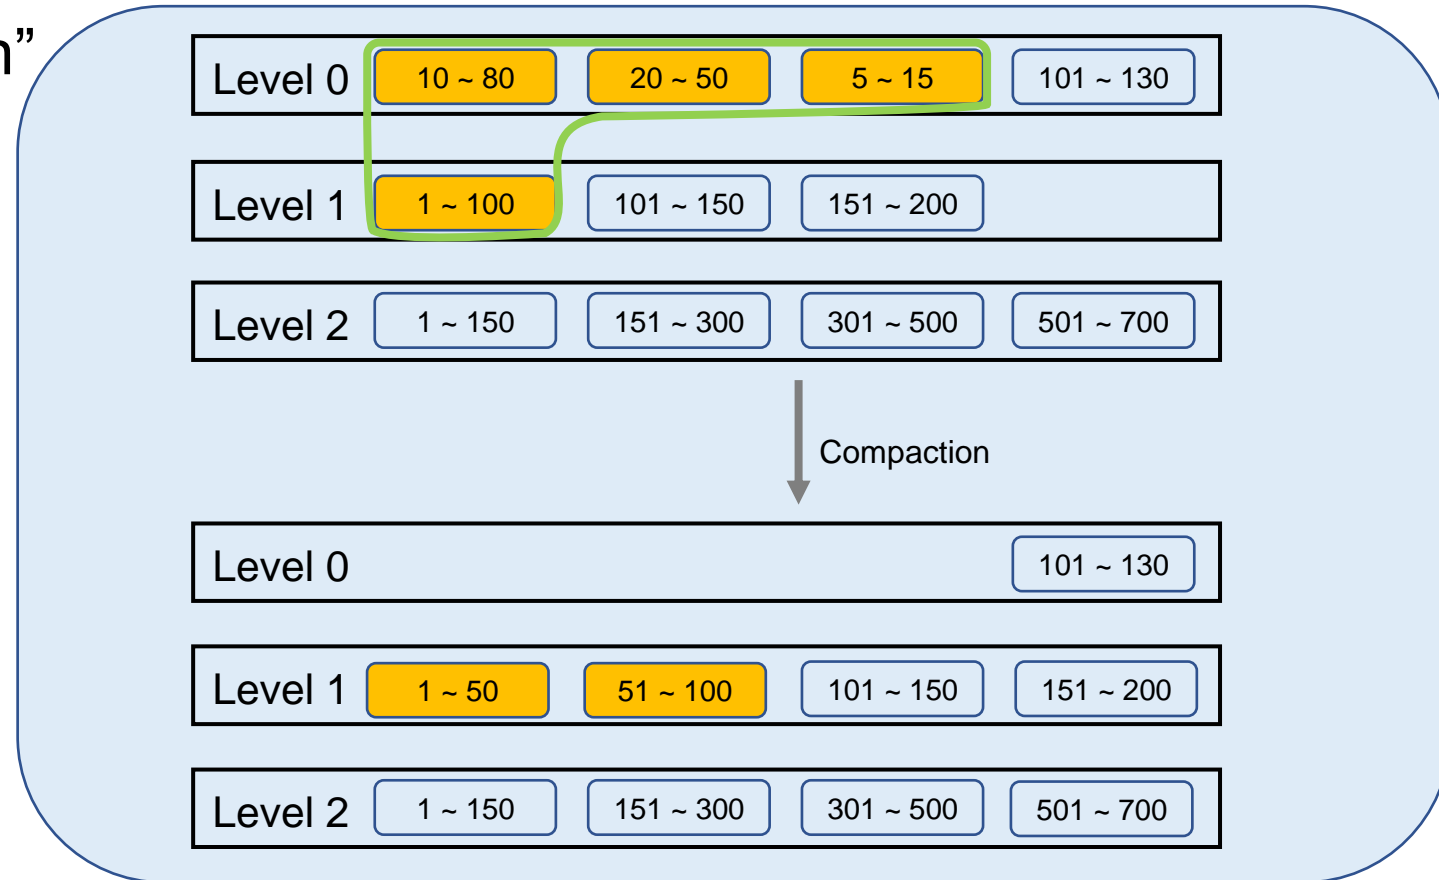 n”
Level 0 10 ~ 80 20 ~ 50 5 ~ 15 101 ~ 130
Level 1 1 ~ 100 101 ~ 150 151 ~ 200
Level 2 1 ~ 150 151 ~ 300 301 ~ 500 501 ~ 700
Compaction
Level 0 101 ~ 130
Level 1 1 ~ 50 51 ~ 100 101 ~ 150 151 ~ 200
Level 2 1 ~ 150 151 ~ 300 301 ~ 500 501 ~ 700